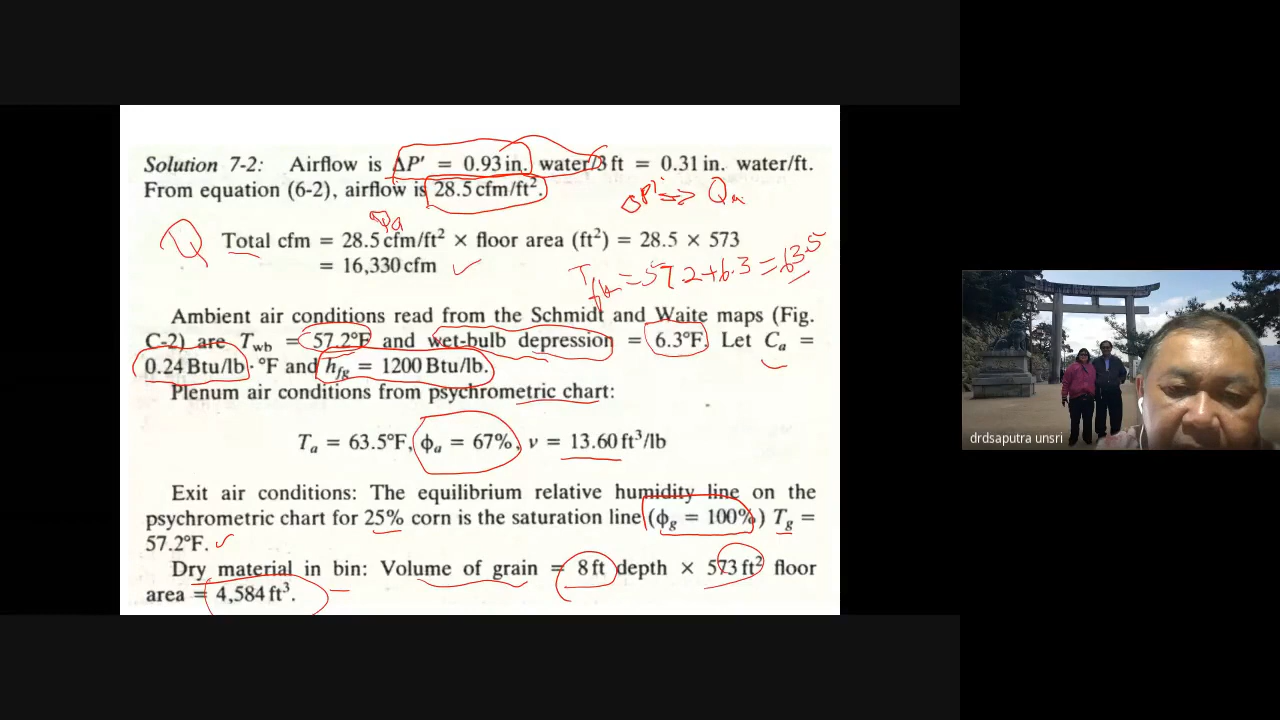 Solution 7-2: Airflow is ΔP′ = 0.93 in. water/3 ft = 0.31 in. water/ft.
From equation (6-2), airflow is 28.5 cfm/ft².
ΔP′ => Qa
Qa
Q Total cfm = 28.5 cfm/ft² × floor area (ft²) = 28.5 × 573
= 16,330 cfm ✓
= 57.2 + 6.3 = 63.5
Ambient air conditions read from the Schmidt and Waite maps (Fig.
C-2) are Twb = 57.2°F and wet-bulb depression = 6.3°F. Let Ca =
0.24 Btu/lb · °F and hfg = 1200 Btu/lb.
Plenum air conditions from psychrometric chart:
Ta = 63.5°F, ϕa = 67%, v = 13.60 ft³/lb
Exit air conditions: The equilibrium relative humidity line on the
psychrometric chart for 25% corn is the saturation line (ϕg = 100%) Tg =
57.2°F. ✓
Dry material in bin: Volume of grain = 8 ft depth × 573 ft² floor
area = 4,584 ft³.
drdsaputra unsri